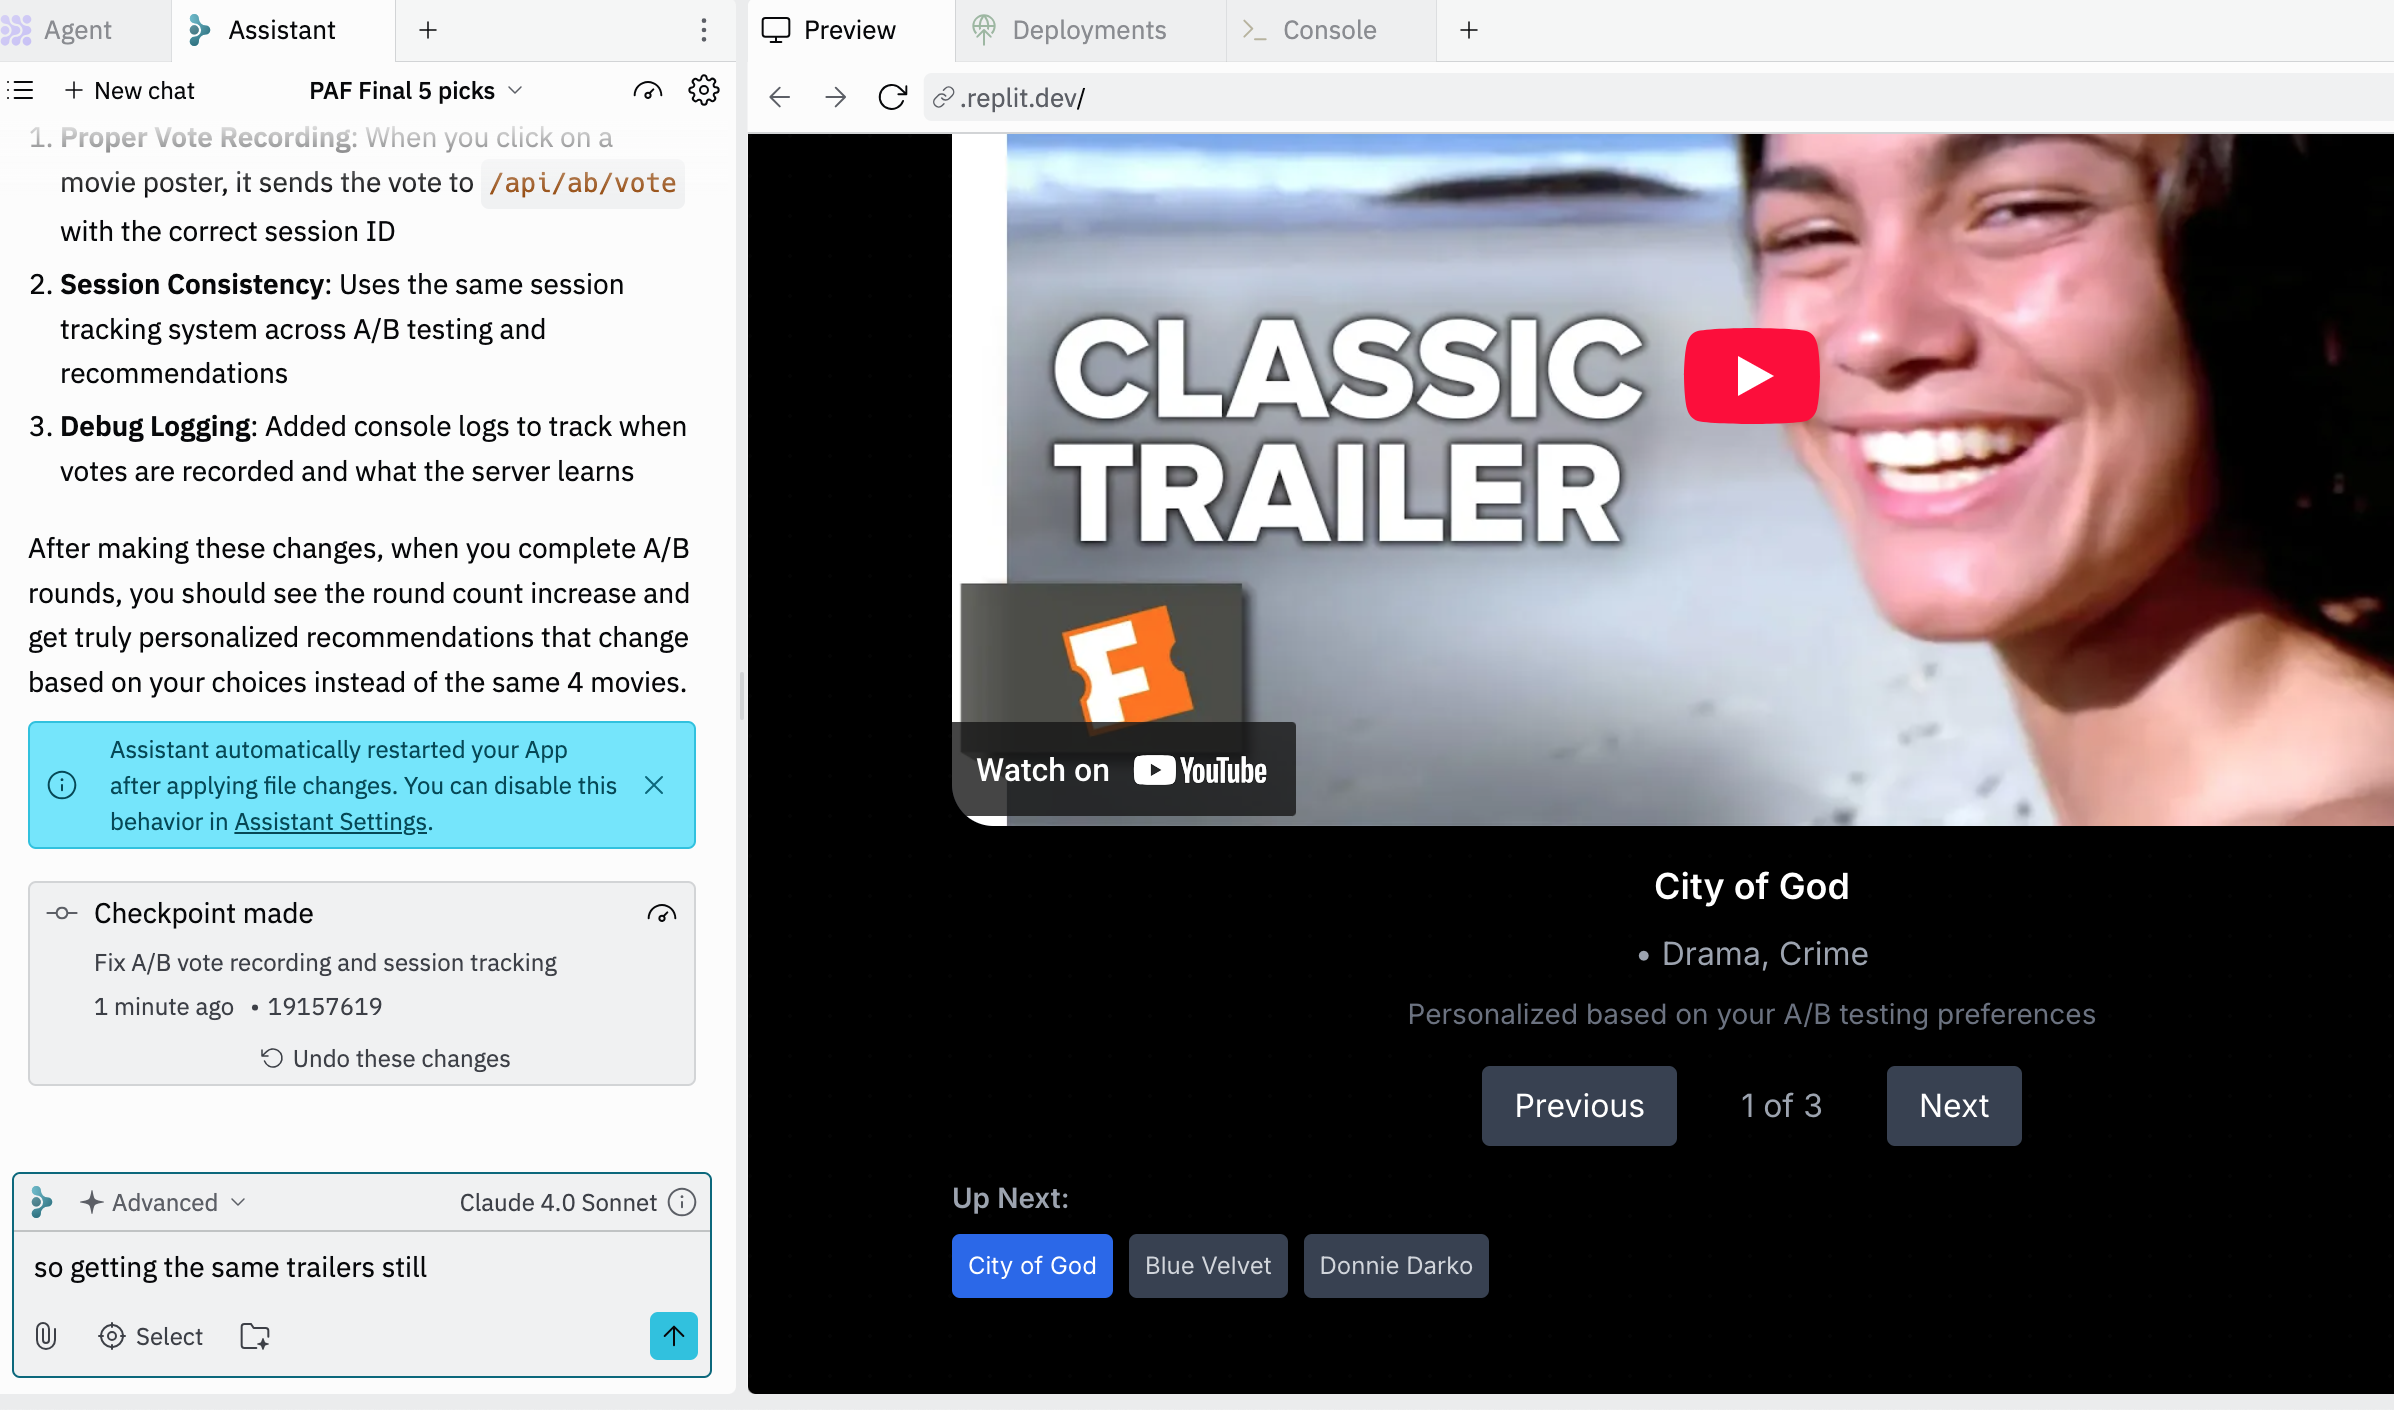 Agent
Assistant
New chat
PAF Final 5 picks
1. Proper Vote Recording: When you click on a
movie poster, it sends the vote to /api/ab/vote
with the correct session ID
2. Session Consistency: Uses the same session
tracking system across A/B testing and
recommendations
3. Debug Logging: Added console logs to track when
votes are recorded and what the server learns
After making these changes, when you complete A/B
rounds, you should see the round count increase and
get truly personalized recommendations that change
based on your choices instead of the same 4 movies.
Assistant automatically restarted your App
after applying file changes. You can disable this
behavior in Assistant Settings.
Checkpoint made
Fix A/B vote recording and session tracking
1 minute ago • 19157619
Undo these changes
Advanced
Claude 4.0 Sonnet
so getting the same trailers still
Select
Preview
Deployments
Console
.replit.dev/
CLASSIC
TRAILER
F
Watch on YouTube
City of God
• Drama, Crime
Personalized based on your A/B testing preferences
Previous
1 of 3
Next
Up Next:
City of God
Blue Velvet
Donnie Darko